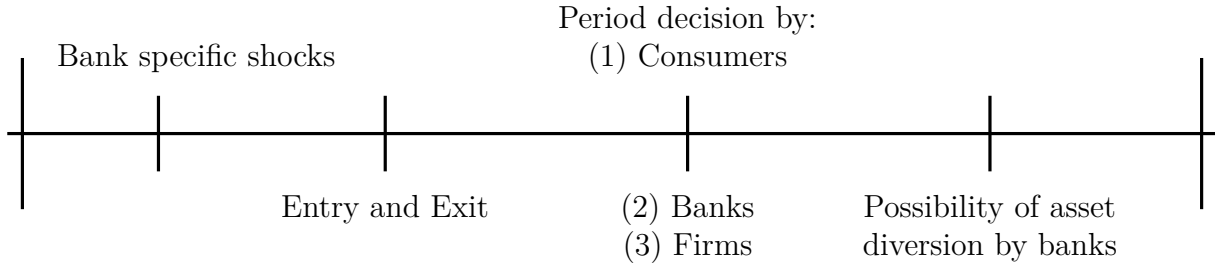 Period decision by:
Bank specific shocks
(1) Consumers
Entry and Exit
(2) Banks
(3) Firms
Possibility of asset
diversion by banks